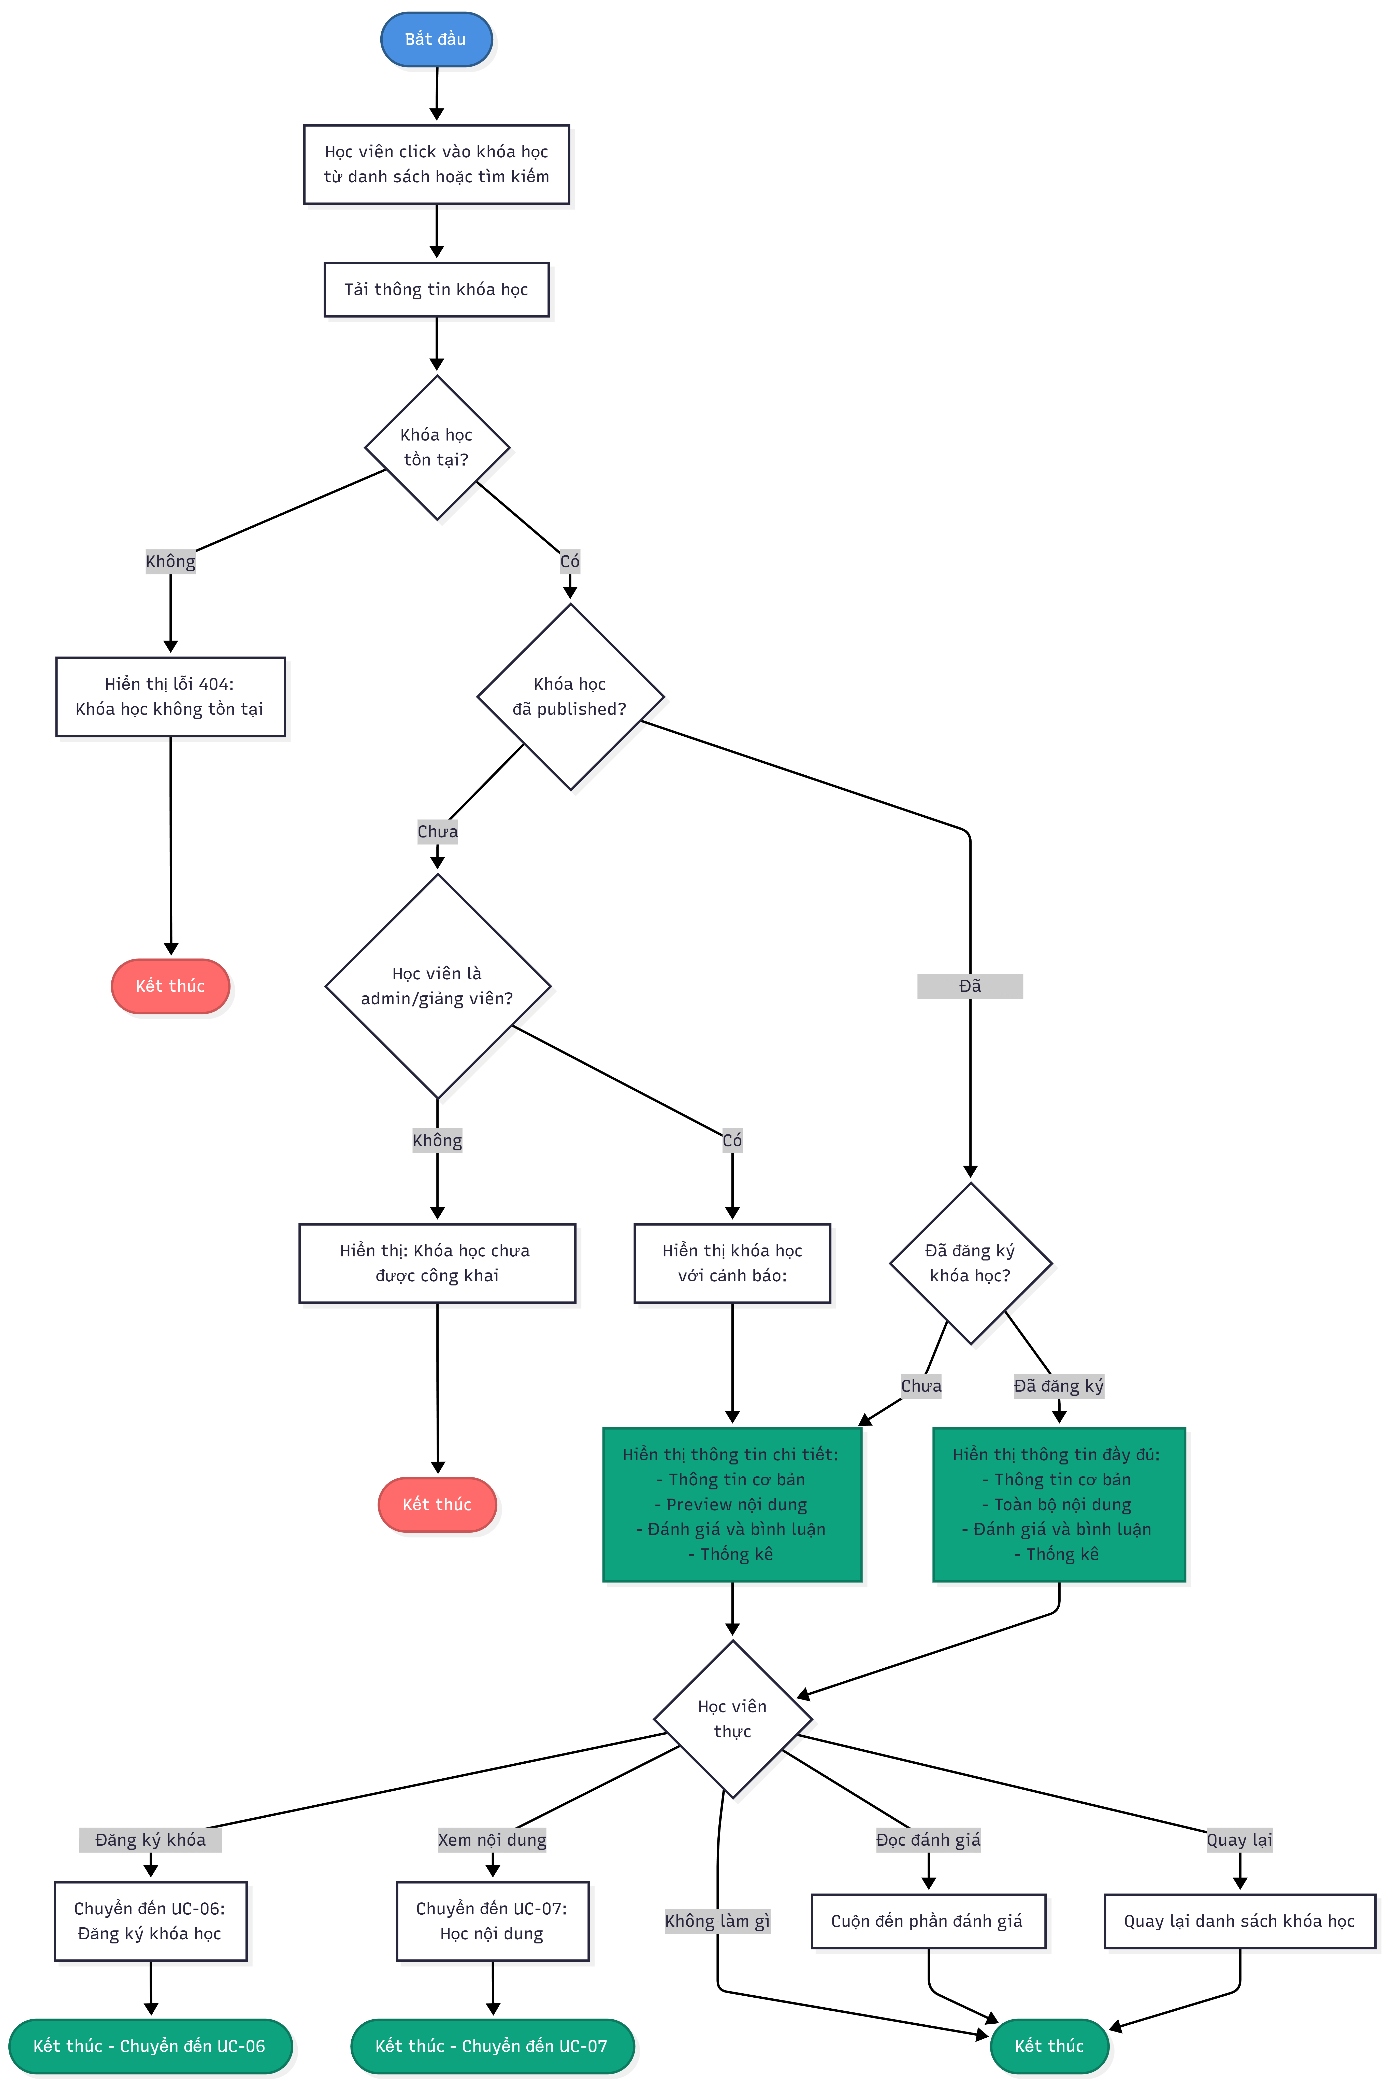 Bắt đầu
Học viên click vào khóa học
từ danh sách hoặc tìm kiếm
Tải thông tin khóa học
Khóa học
tồn tại?
Không
Có
Hiển thị lỗi 404:
Khóa học không tồn tại
Khóa học
đã published?
Chưa
Học viên là
admin/giảng viên?
Kết thúc
Đã
Không
Có
Hiển thị: Khóa học chưa
được công khai
Hiển thị khóa học
với cảnh báo:
Đã đăng ký
khóa học?
Chưa
Đã đăng ký
Kết thúc
Hiển thị thông tin chi tiết:
- Thông tin cơ bản
- Preview nội dung
- Đánh giá và bình luận
- Thống kê
Hiển thị thông tin đầy đủ:
- Thông tin cơ bản
- Toàn bộ nội dung
- Đánh giá và bình luận
- Thống kê
Học viên
thực
Đăng ký khóa
Xem nội dung
Đọc đánh giá
Quay lại
Chuyển đến UC-06:
Đăng ký khóa học
Chuyển đến UC-07:
Học nội dung
Không làm gì
Cuộn đến phần đánh giá
Quay lại danh sách khóa học
Kết thúc - Chuyển đến UC-06
Kết thúc - Chuyển đến UC-07
Kết thúc